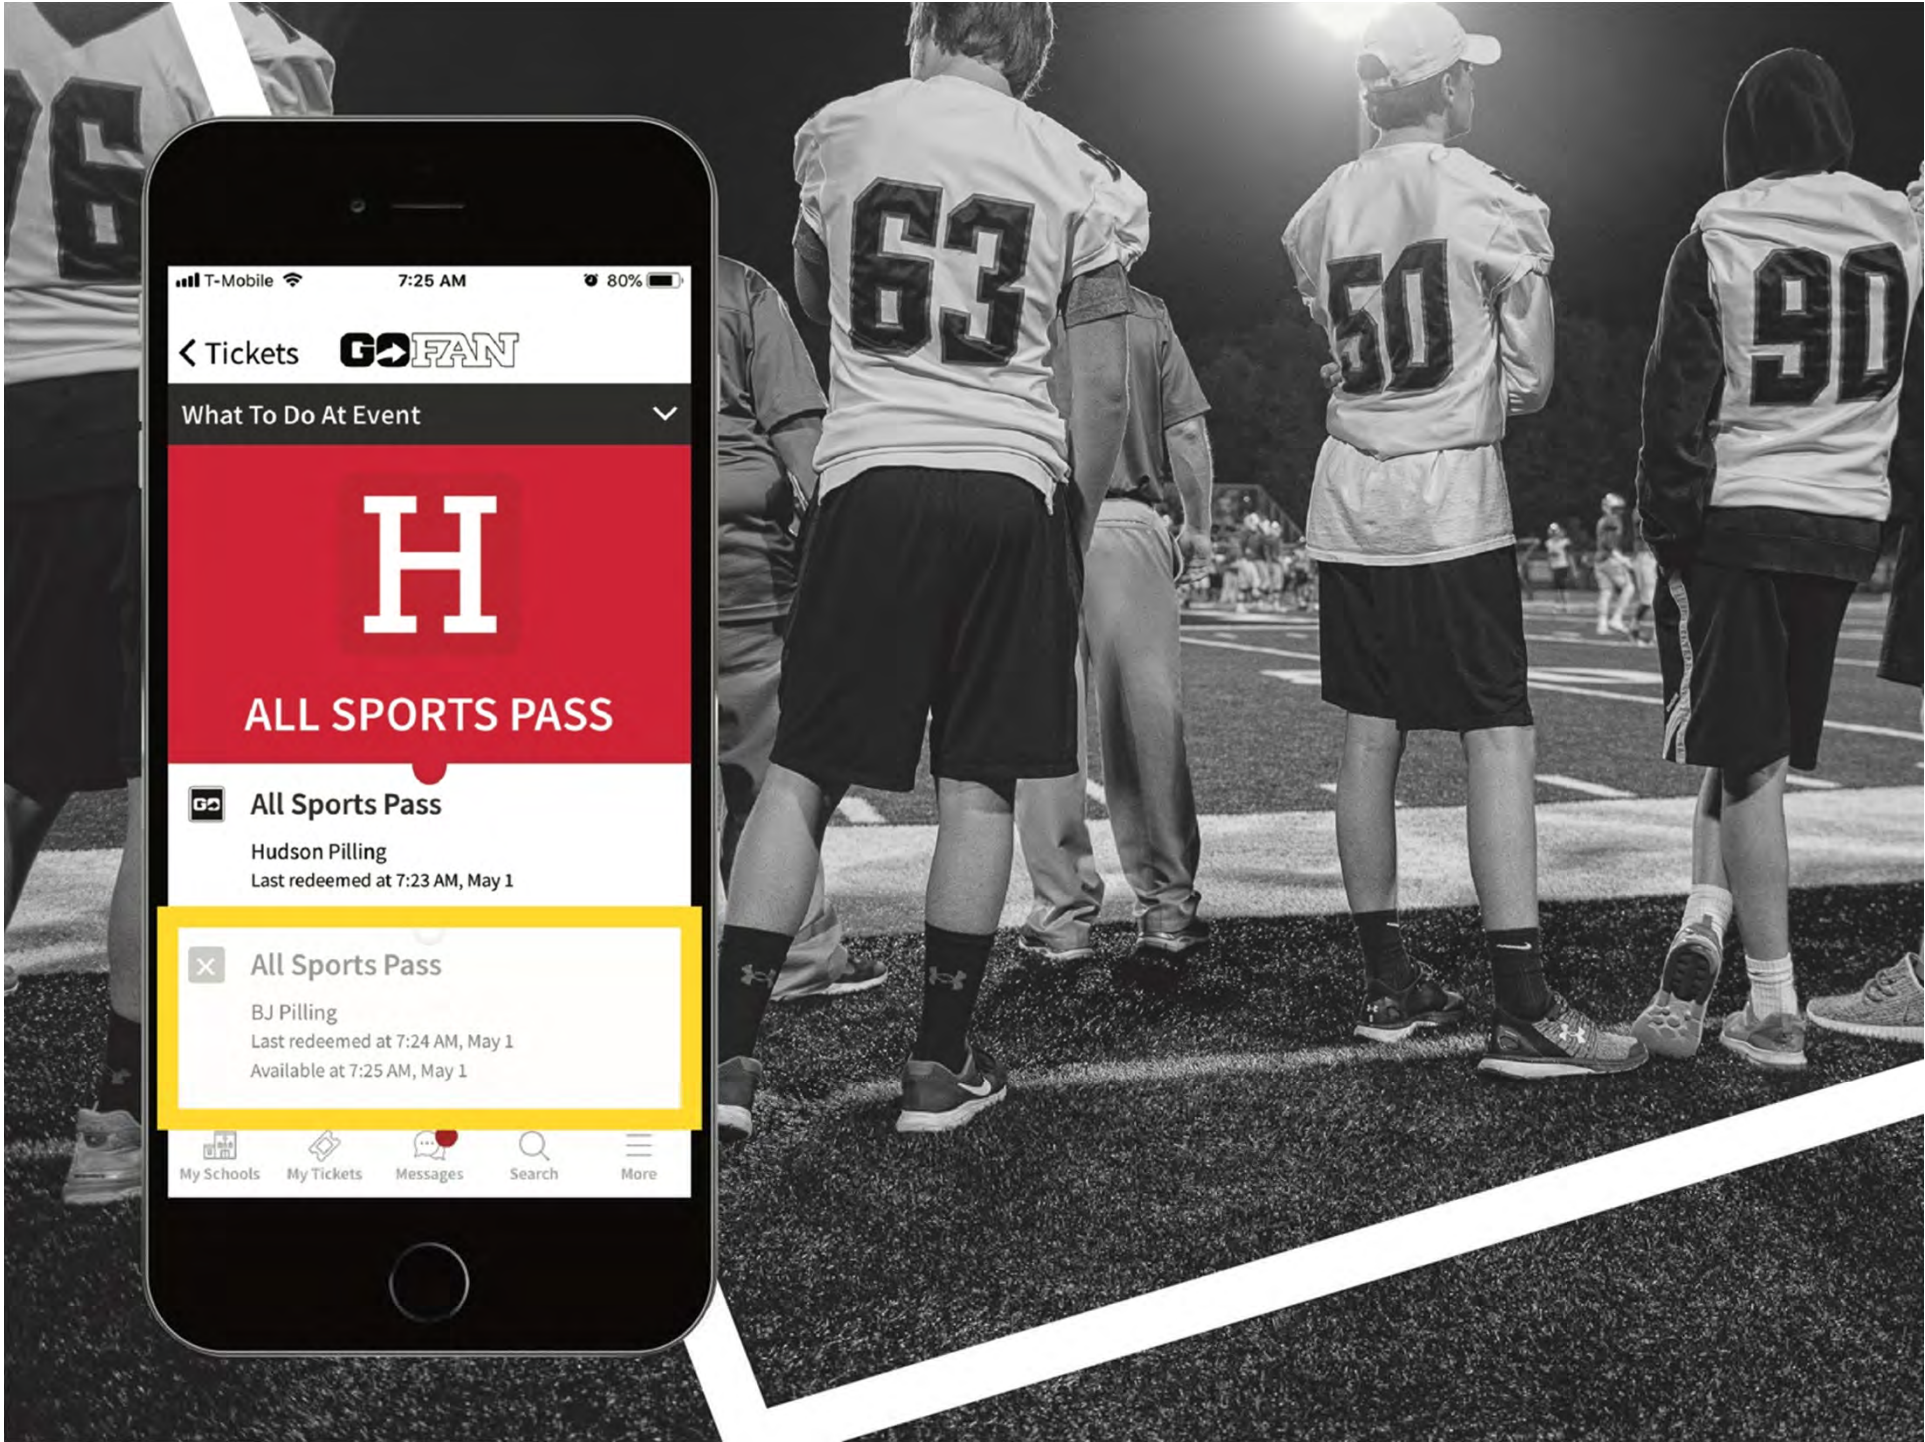 76
63
50
90
T-Mobile
7:25 AM
80%
Tickets
GOFAN
What To Do At Event
H
ALL SPORTS PASS
GO
All Sports Pass
Hudson Pilling
Last redeemed at 7:23 AM, May 1
All Sports Pass
BJ Pilling
Last redeemed at 7:24 AM, May 1
Available at 7:25 AM, May 1
My Schools
My Tickets
Messages
Search
More